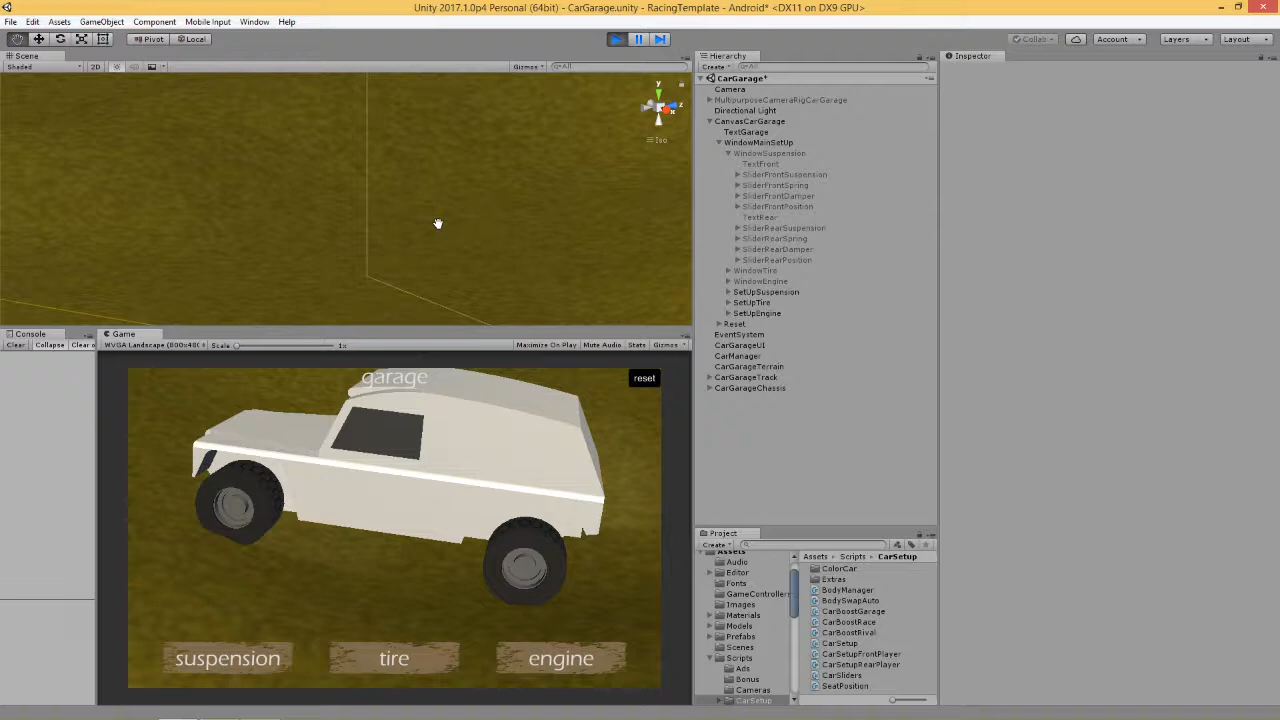 Unity 2017.1.0p4 Personal (64bit) - CarGarage.unity - RacingTemplate - Android* <DX11 on DX9 GPU>
File Edit Assets GameObject Component Mobile Input Window Help
Pivot Local Collab Account Layers Layout
Scene
Shaded 2D Gizmos All
y
z
x
Iso
Console
Clear Collapse Clear o
Game
WVGA Landscape (800x480 Scale 1x Maximize On Play Mute Audio Stats Gizmos
garage
reset
suspension tire engine
Hierarchy
Create All
CarGarage*
Camera
MultipurposeCameraRigCarGarage
Directional Light
CanvasCarGarage
TextGarage
WindowMainSetUp
WindowSuspension
TextFront
SliderFrontSuspension
SliderFrontSpring
SliderFrontDamper
SliderFrontPosition
TextRear
SliderRearSuspension
SliderRearSpring
SliderRearDamper
SliderRearPosition
WindowTire
WindowEngine
SetUpSuspension
SetUpTire
SetUpEngine
Reset
EventSystem
CarGarageUI
CarManager
CarGarageTerrain
CarGarageTrack
CarGarageChassis
Project
Create
Assets
Audio
Editor
Fonts
GameControllers
Images
Materials
Models
Prefabs
Scenes
Scripts
Ads
Bonus
Cameras
CarSetup
Assets Scripts CarSetup
ColorCar
Extras
BodyManager
BodySwapAuto
CarBoostGarage
CarBoostRace
CarBoostRival
CarSetup
CarSetupFrontPlayer
CarSetupRearPlayer
CarSliders
SeatPosition
Inspector